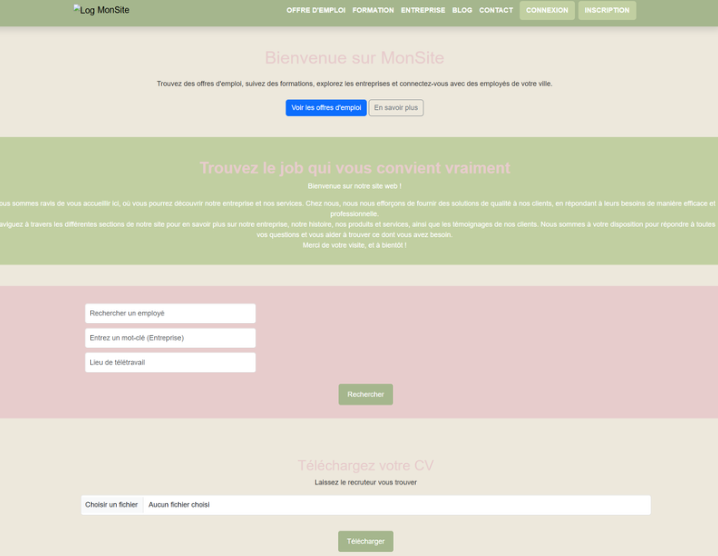 Log MonSite
OFFRE D'EMPLOI FORMATION ENTREPRISE BLOG CONTACT CONNEXION INSCRIPTION
Bienvenue sur MonSite
Trouvez des offres d'emploi, suivez des formations, explorez les entreprises et connectez-vous avec des employés de votre ville.
Voir les offres d'emploi En savoir plus
Trouvez le job qui vous convient vraiment
Bienvenue sur notre site web !
ous sommes ravis de vous accueillir ici, où vous pourrez découvrir notre entreprise et nos services. Chez nous, nous nous efforçons de fournir des solutions de qualité à nos clients, en répondant à leurs besoins de manière efficace et
professionnelle.
aviguez à travers les différentes sections de notre site pour en savoir plus sur notre entreprise, notre histoire, nos produits et services, ainsi que les témoignages de nos clients. Nous sommes à votre disposition pour répondre à toutes
vos questions et vous aider à trouver ce dont vous avez besoin.
Merci de votre visite, et à bientôt !
Rechercher un employé
Entrez un mot-clé (Entreprise)
Lieu de télétravail
Rechercher
Téléchargez votre CV
Laissez le recruteur vous trouver
Choisir un fichier Aucun fichier choisi
Télécharger